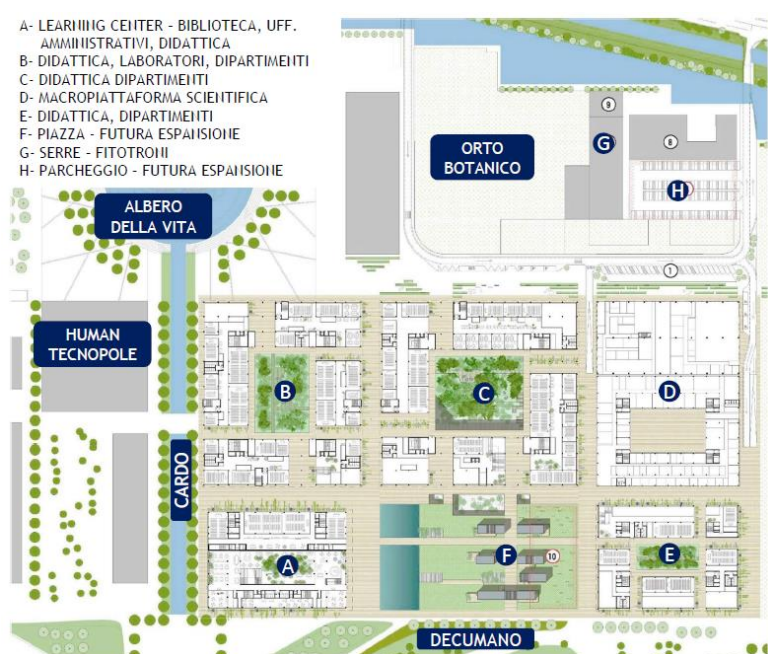 A- LEARNING CENTER - BIBLIOTECA, UFF.
AMMINISTRATIVI, DIDATTICA
B- DIDATTICA, LABORATORI, DIPARTIMENTI
C- DIDATTICA DIPARTIMENTI
D- MACROPIATTAFORMA SCIENTIFICA
E- DIDATTICA, DIPARTIMENTI
F- PIAZZA - FUTURA ESPANSIONE
G- SERRE - FITOTRONI
H- PARCHEGGIO - FUTURA ESPANSIONE
9
G
8
ORTO
BOTANICO
H
ALBERO
DELLA VITA
1
HUMAN
TECNOPOLE
B
C
D
CARDO
A
F
10
E
DECUMANO